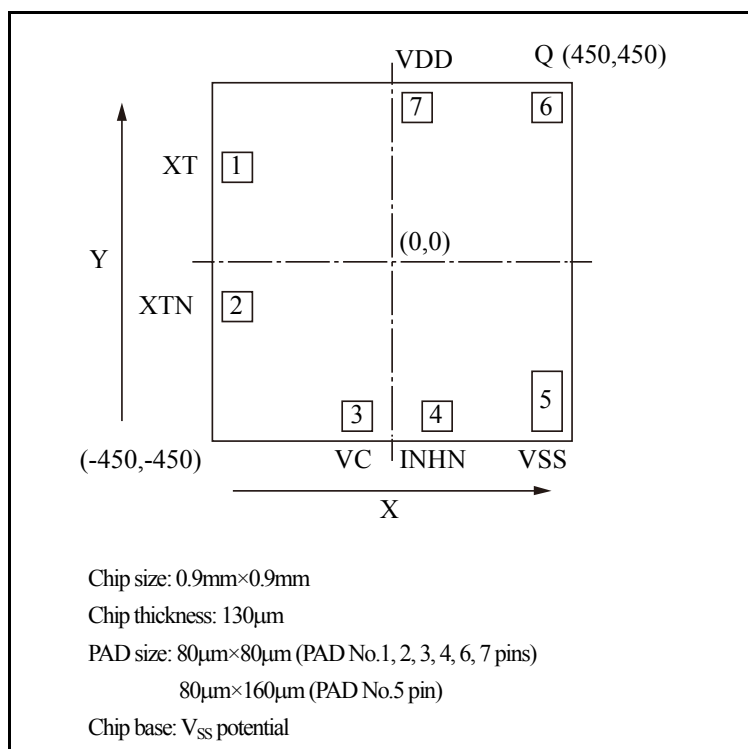 VDD Q (450,450)
7 6
XT 1
(0,0)
Y
XTN 2
5
3 4
(-450,-450) VC INHN VSS
X
Chip size: 0.9mm×0.9mm
Chip thickness: 130μm
PAD size: 80μm×80μm (PAD No.1, 2, 3, 4, 6, 7 pins)
80μm×160μm (PAD No.5 pin)
Chip base: VSS potential